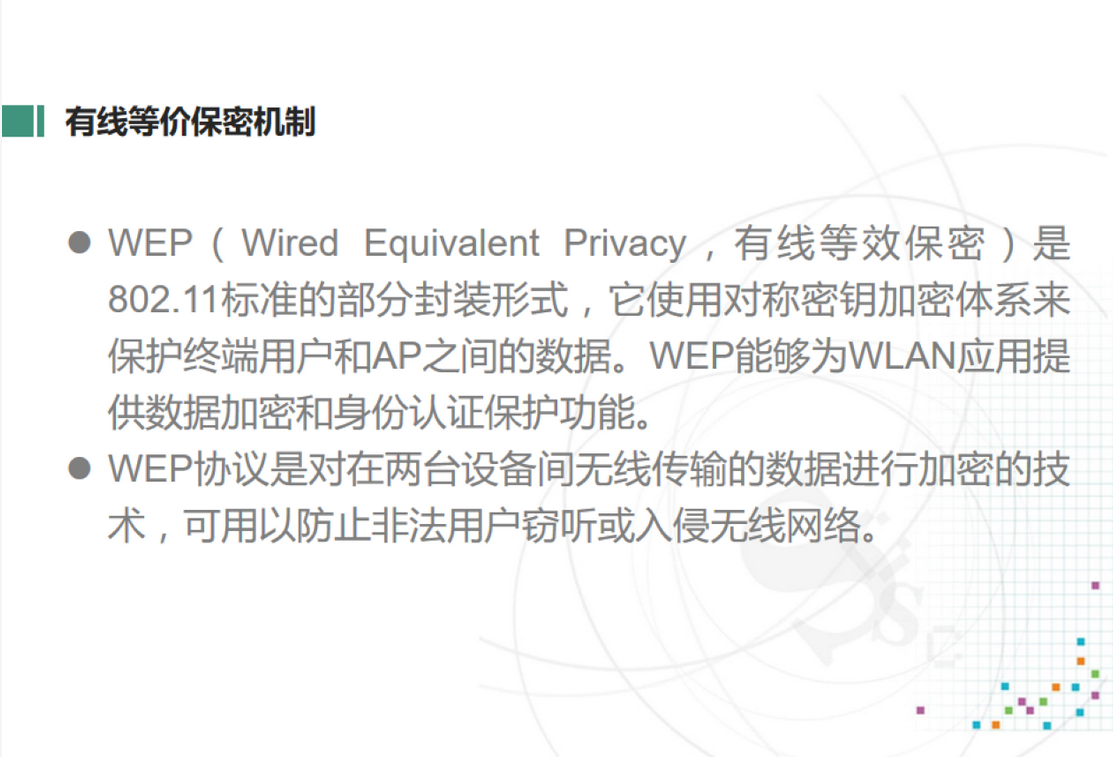 有线等价保密机制
● WEP（Wired Equivalent Privacy，有线等效保密）是
802.11标准的部分封装形式，它使用对称密钥加密体系来
保护终端用户和AP之间的数据。WEP能够为WLAN应用提
供数据加密和身份认证保护功能。
● WEP协议是对在两台设备间无线传输的数据进行加密的技
术，可用以防止非法用户窃听或入侵无线网络。
S
C